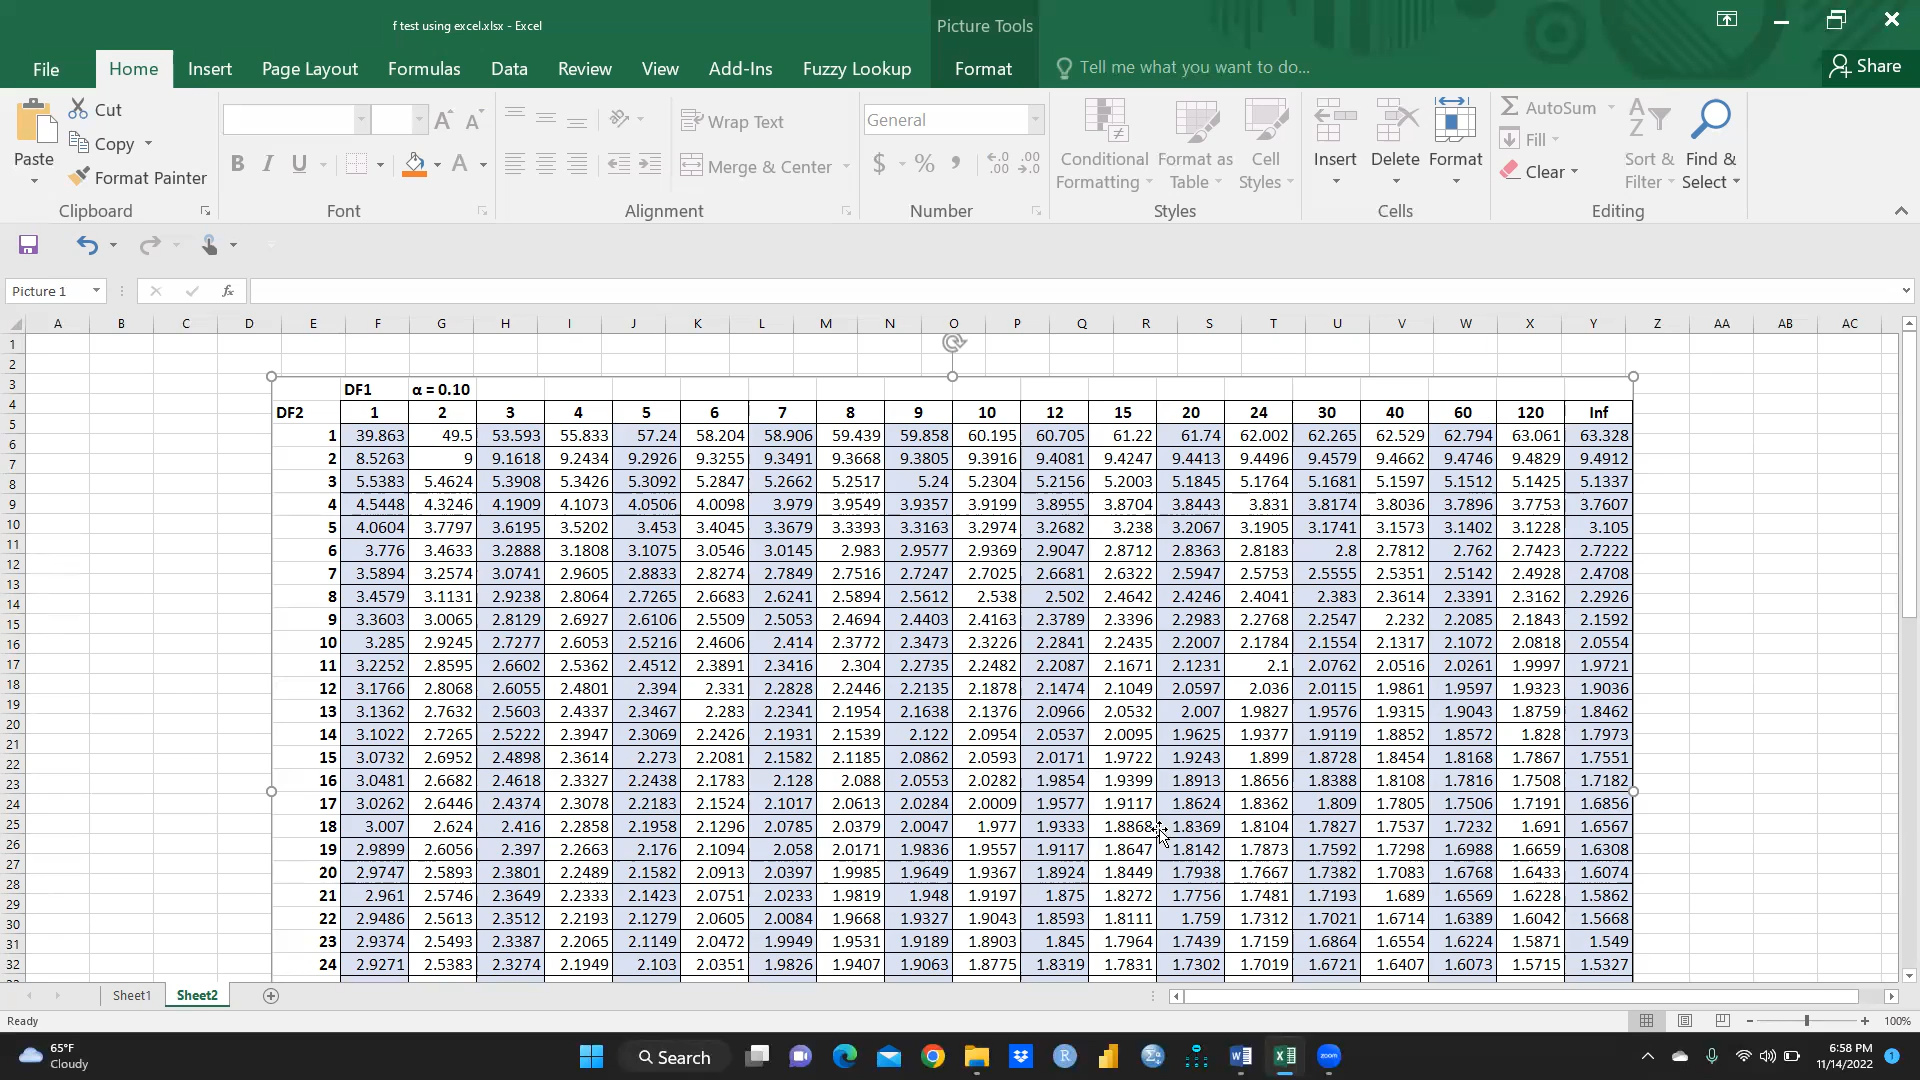 f test using excel.xlsx - Excel
Picture Tools
File Home Insert Page Layout Formulas Data Review View Add-Ins Fuzzy Lookup Format Tell me what you want to do... Share
Paste
Cut
Copy
Format Painter
Clipboard
Font
Wrap Text
Merge & Center
Alignment
General
$ % , .00 .00
Number
Conditional Formatting
Format as Table
Cell Styles
Styles
Insert Delete Format
Cells
AutoSum
Fill
Clear
Sort & Filter
Find & Select
Editing
Picture 1 fx
A B C D E F G H I J K L M N O P Q R S T U V W X Y Z AA AB AC
DF1 α = 0.10
DF2 1 2 3 4 5 6 7 8 9 10 12 15 20 24 30 40 60 120 Inf
1 39.863 49.5 53.593 55.833 57.24 58.204 58.906 59.439 59.858 60.195 60.705 61.22 61.74 62.002 62.265 62.529 62.794 63.061 63.328
2 8.5263 9 9.1618 9.2434 9.2926 9.3255 9.3491 9.3668 9.3805 9.3916 9.4081 9.4247 9.4413 9.4496 9.4579 9.4662 9.4746 9.4829 9.4912
3 5.5383 5.4624 5.3908 5.3426 5.3092 5.2847 5.2662 5.2517 5.24 5.2304 5.2156 5.2003 5.1845 5.1764 5.1681 5.1597 5.1512 5.1425 5.1337
4 4.5448 4.3246 4.1909 4.1073 4.0506 4.0098 3.979 3.9549 3.9357 3.9199 3.8955 3.8704 3.8443 3.831 3.8174 3.8036 3.7896 3.7753 3.7607
5 4.0604 3.7797 3.6195 3.5202 3.453 3.4045 3.3679 3.3393 3.3163 3.2974 3.2682 3.238 3.2067 3.1905 3.1741 3.1573 3.1402 3.1228 3.105
6 3.776 3.4633 3.2888 3.1808 3.1075 3.0546 3.0145 2.983 2.9577 2.9369 2.9047 2.8712 2.8363 2.8183 2.8 2.7812 2.762 2.7423 2.7222
7 3.5894 3.2574 3.0741 2.9605 2.8833 2.8274 2.7849 2.7516 2.7247 2.7025 2.6681 2.6322 2.5947 2.5753 2.5555 2.5351 2.5142 2.4928 2.4708
8 3.4579 3.1131 2.9238 2.8064 2.7265 2.6683 2.6241 2.5894 2.5612 2.538 2.502 2.4642 2.4246 2.4041 2.383 2.3614 2.3391 2.3162 2.2926
9 3.3603 3.0065 2.8129 2.6927 2.6106 2.5509 2.5053 2.4694 2.4403 2.4163 2.3789 2.3396 2.2983 2.2768 2.2547 2.232 2.2085 2.1843 2.1592
10 3.285 2.9245 2.7277 2.6053 2.5216 2.4606 2.414 2.3772 2.3473 2.3226 2.2841 2.2435 2.2007 2.1784 2.1554 2.1317 2.1072 2.0818 2.0554
11 3.2252 2.8595 2.6602 2.5362 2.4512 2.3891 2.3416 2.304 2.2735 2.2482 2.2087 2.1671 2.1231 2.1 2.0762 2.0516 2.0261 1.9997 1.9721
12 3.1766 2.8068 2.6055 2.4801 2.394 2.331 2.2828 2.2446 2.2135 2.1878 2.1474 2.1049 2.0597 2.036 2.0115 1.9861 1.9597 1.9323 1.9036
13 3.1362 2.7632 2.5603 2.4337 2.3467 2.283 2.2341 2.1954 2.1638 2.1376 2.0966 2.0532 2.007 1.9827 1.9576 1.9315 1.9043 1.8759 1.8462
14 3.1022 2.7265 2.5222 2.3947 2.3069 2.2426 2.1931 2.1539 2.122 2.0954 2.0537 2.0095 1.9625 1.9377 1.9119 1.8852 1.8572 1.828 1.7973
15 3.0732 2.6952 2.4898 2.3614 2.273 2.2081 2.1582 2.1185 2.0862 2.0593 2.0171 1.9722 1.9243 1.899 1.8728 1.8454 1.8168 1.7867 1.7551
16 3.0481 2.6682 2.4618 2.3327 2.2438 2.1783 2.128 2.088 2.0553 2.0282 1.9854 1.9399 1.8913 1.8656 1.8388 1.8108 1.7816 1.7508 1.7182
17 3.0262 2.6446 2.4374 2.3078 2.2183 2.1524 2.1017 2.0613 2.0284 2.0009 1.9577 1.9117 1.8624 1.8362 1.809 1.7805 1.7506 1.7191 1.6856
18 3.007 2.624 2.416 2.2858 2.1958 2.1296 2.0785 2.0379 2.0047 1.977 1.9333 1.8868 1.8369 1.8104 1.7827 1.7537 1.7232 1.691 1.6567
19 2.9899 2.6056 2.397 2.2663 2.176 2.1094 2.058 2.0171 1.9836 1.9557 1.9117 1.8647 1.8142 1.7873 1.7592 1.7298 1.6988 1.6659 1.6308
20 2.9747 2.5893 2.3801 2.2489 2.1582 2.0913 2.0397 1.9985 1.9649 1.9367 1.8924 1.8449 1.7938 1.7667 1.7382 1.7083 1.6768 1.6433 1.6074
21 2.961 2.5746 2.3649 2.2333 2.1423 2.0751 2.0233 1.9819 1.948 1.9197 1.875 1.8272 1.7756 1.7481 1.7193 1.689 1.6569 1.6228 1.5862
22 2.9486 2.5613 2.3512 2.2193 2.1279 2.0605 2.0084 1.9668 1.9327 1.9043 1.8593 1.8111 1.759 1.7312 1.7021 1.6714 1.6389 1.6042 1.5668
23 2.9374 2.5493 2.3387 2.2065 2.1149 2.0472 1.9949 1.9531 1.9189 1.8903 1.845 1.7964 1.7439 1.7159 1.6864 1.6554 1.6224 1.5871 1.549
24 2.9271 2.5383 2.3274 2.1949 2.103 2.0351 1.9826 1.9407 1.9063 1.8775 1.8319 1.7831 1.7302 1.7019 1.6721 1.6407 1.6073 1.5715 1.5327
Sheet1 Sheet2
Ready 100%
65°F
Cloudy
Search
zoom
6:58 PM
11/14/2022